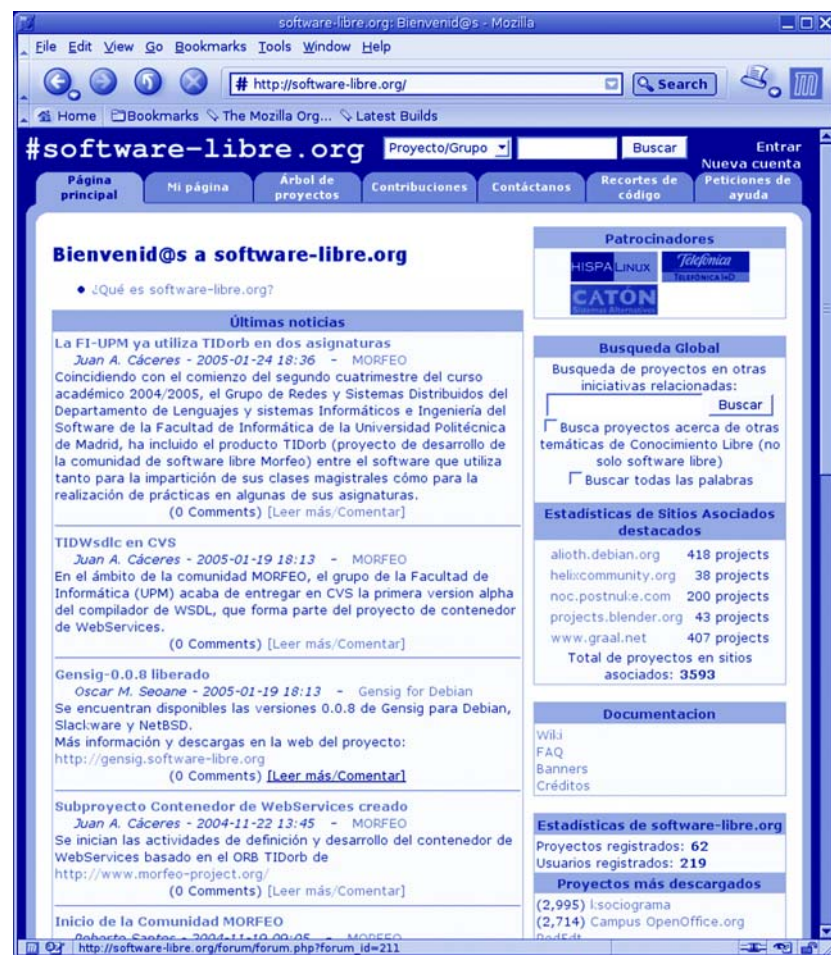 software-libre.org: Bienvenid@s - Mozilla
File Edit View Go Bookmarks Tools Window Help
# http://software-libre.org/
Search
Home Bookmarks The Mozilla Org... Latest Builds
#software-libre.org
Proyecto/Grupo
Buscar
Entrar
Nueva cuenta
Página principal
Mi página
Árbol de proyectos
Contribuciones
Contáctanos
Recortes de código
Peticiones de ayuda
Bienvenid@s a software-libre.org
¿Qué es software-libre.org?
Últimas noticias
La FI-UPM ya utiliza TIDorb en dos asignaturas
Juan A. Cáceres - 2005-01-24 18:36 - MORFEO
Coincidiendo con el comienzo del segundo cuatrimestre del curso
académico 2004/2005, el Grupo de Redes y Sistemas Distribuidos del
Departamento de Lenguajes y sistemas Informáticos e Ingeniería del
Software de la Facultad de Informática de la Universidad Politécnica
de Madrid, ha incluido el producto TIDorb (proyecto de desarrollo de
la comunidad de software libre Morfeo) entre el software que utiliza
tanto para la impartición de sus clases magistrales cómo para la
realización de prácticas en algunas de sus asignaturas.
(0 Comments) [Leer más/Comentar]
TIDWsdlc en CVS
Juan A. Cáceres - 2005-01-19 18:13 - MORFEO
En el ámbito de la comunidad MORFEO, el grupo de la Facultad de
Informática (UPM) acaba de entregar en CVS la primera version alpha
del compilador de WSDL, que forma parte del proyecto de contenedor
de WebServices.
(0 Comments) [Leer más/Comentar]
Gensig-0.0.8 liberado
Oscar M. Seoane - 2005-01-19 18:13 - Gensig for Debian
Se encuentran disponibles las versiones 0.0.8 de Gensig para Debian,
Slackware y NetBSD.
Más información y descargas en la web del proyecto:
http://gensig.software-libre.org
(0 Comments) [Leer más/Comentar]
Subproyecto Contenedor de WebServices creado
Juan A. Cáceres - 2004-11-22 13:45 - MORFEO
Se inician las actividades de definición y desarrollo del contenedor de
WebServices basado en el ORB TIDorb de
http://www.morfeo-project.org/
(0 Comments) [Leer más/Comentar]
Inicio de la Comunidad MORFEO
Roberto Santos - 2004-11-19 09:05 - MORFEO
Patrocinadores
HISPALINUX
Telefónica
TELEFÓNICA I+D
CATÓN
Sistemas Alternativos
Busqueda Global
Busqueda de proyectos en otras
iniciativas relacionadas:
Buscar
Busca proyectos acerca de otras
temáticas de Conocimiento Libre (no
solo software libre)
Buscar todas las palabras
Estadísticas de Sitios Asociados
destacados
alioth.debian.org 418 projects
helixcommunity.org 38 projects
noc.postnuke.com 200 projects
projects.blender.org 43 projects
www.graal.net 407 projects
Total de proyectos en sitios
asociados: 3593
Documentacion
Wiki
FAQ
Banners
Créditos
Estadísticas de software-libre.org
Proyectos registrados: 62
Usuarios registrados: 219
Proyectos más descargados
(2,995) k:sociograma
(2,714) Campus OpenOffice.org
RedEdt
http://software-libre.org/forum/forum.php?forum_id=211